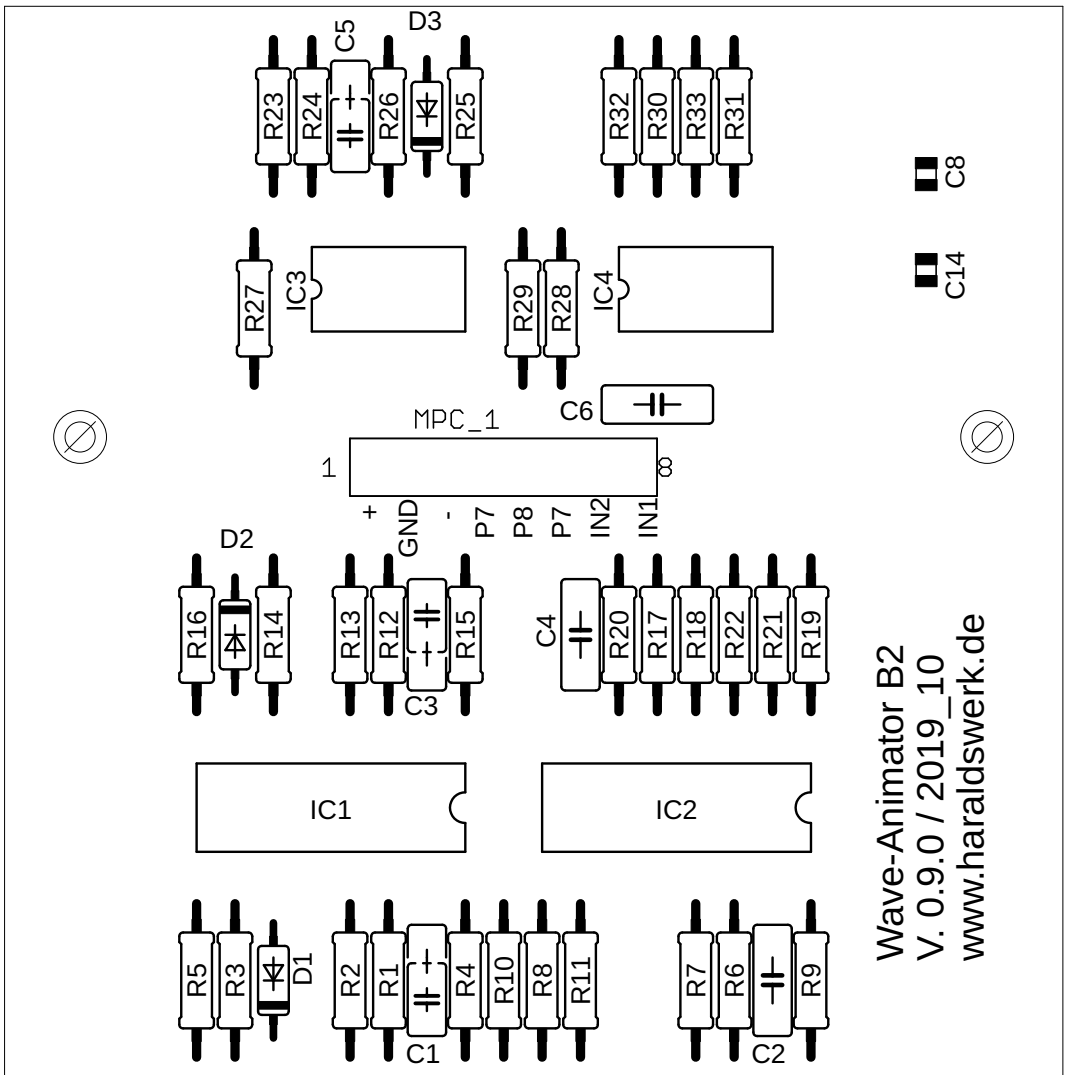 D3
C5
R23
R24
R26
R25
R32
R30
R33
R31
C8
C14
R27
IC3
R29
R28
IC4
C6
MPC_1
1
8
+
GND
-
P7
P8
P7
IN2
IN1
D2
R16
R14
R13
R12
R15
C3
C4
R20
R17
R18
R22
R21
R19
IC1
IC2
Wave-Animator B2
V. 0.9.0 / 2019_10
www.haraldswerk.de
R5
R3
D1
R2
R1
R4
R10
R8
R11
C1
R7
R6
R9
C2